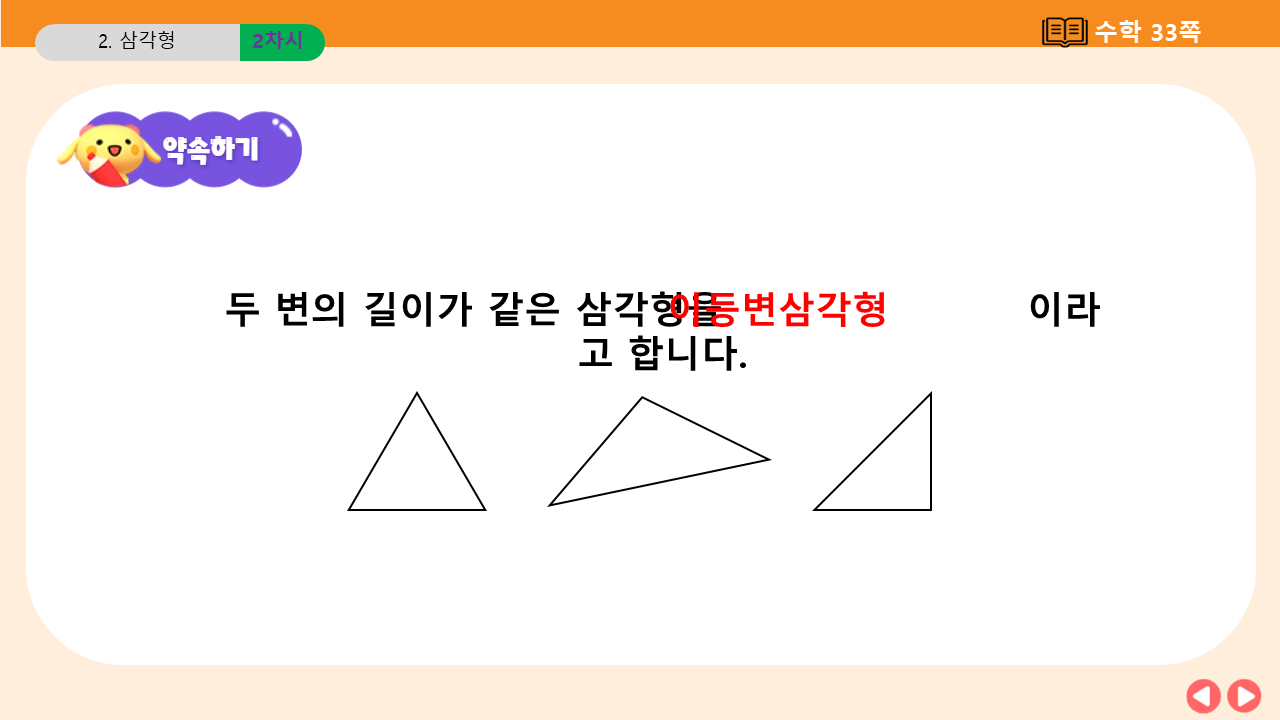 2. 삼각형
2차시
수학 33쪽
약속하기
두 변의 길이가 같은 삼각형을 이등변삼각형 이라
고 합니다.